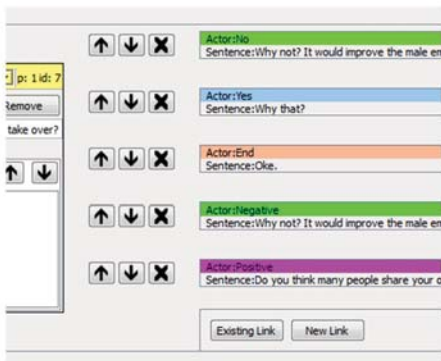 Actor:No
Sentence:Why not? It would improve the male em
p: 1 id: 7
Remove
Actor:Yes
Sentence:Why that?
take over?
Actor:End
Sentence:Oke.
Actor:Negative
Sentence:Why not? It would improve the male em
Actor:Positive
Sentence:Do you think many people share your o
Existing Link
New Link